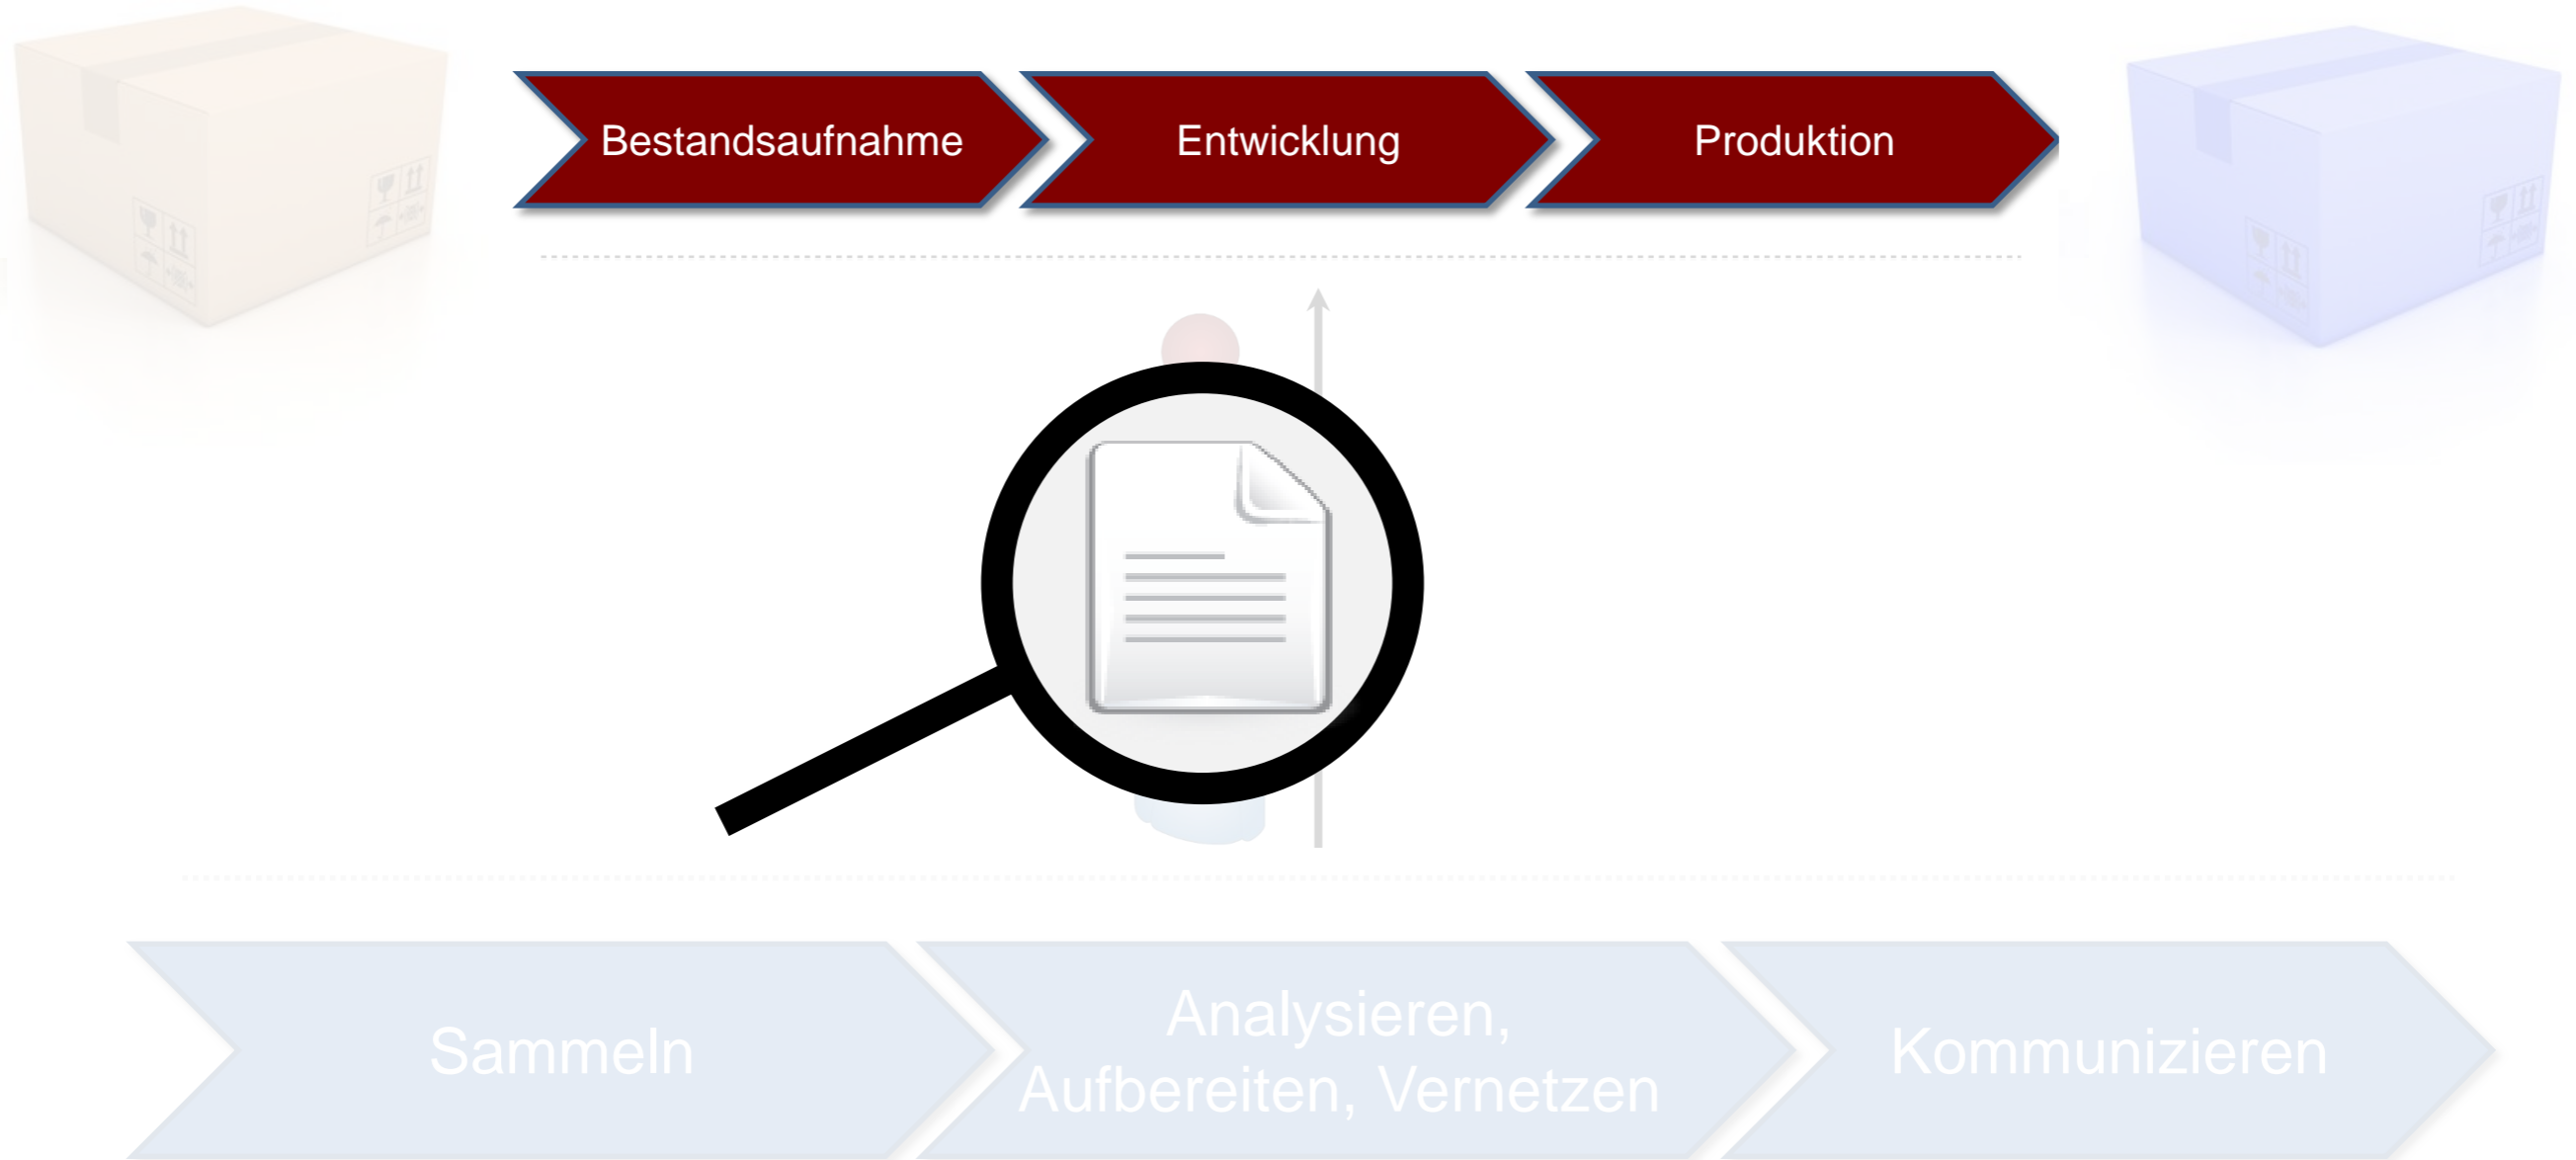 Bestandsaufnahme
Entwicklung
Produktion
Sammeln
Analysieren,
Aufbereiten, Vernetzen
Kommunizieren